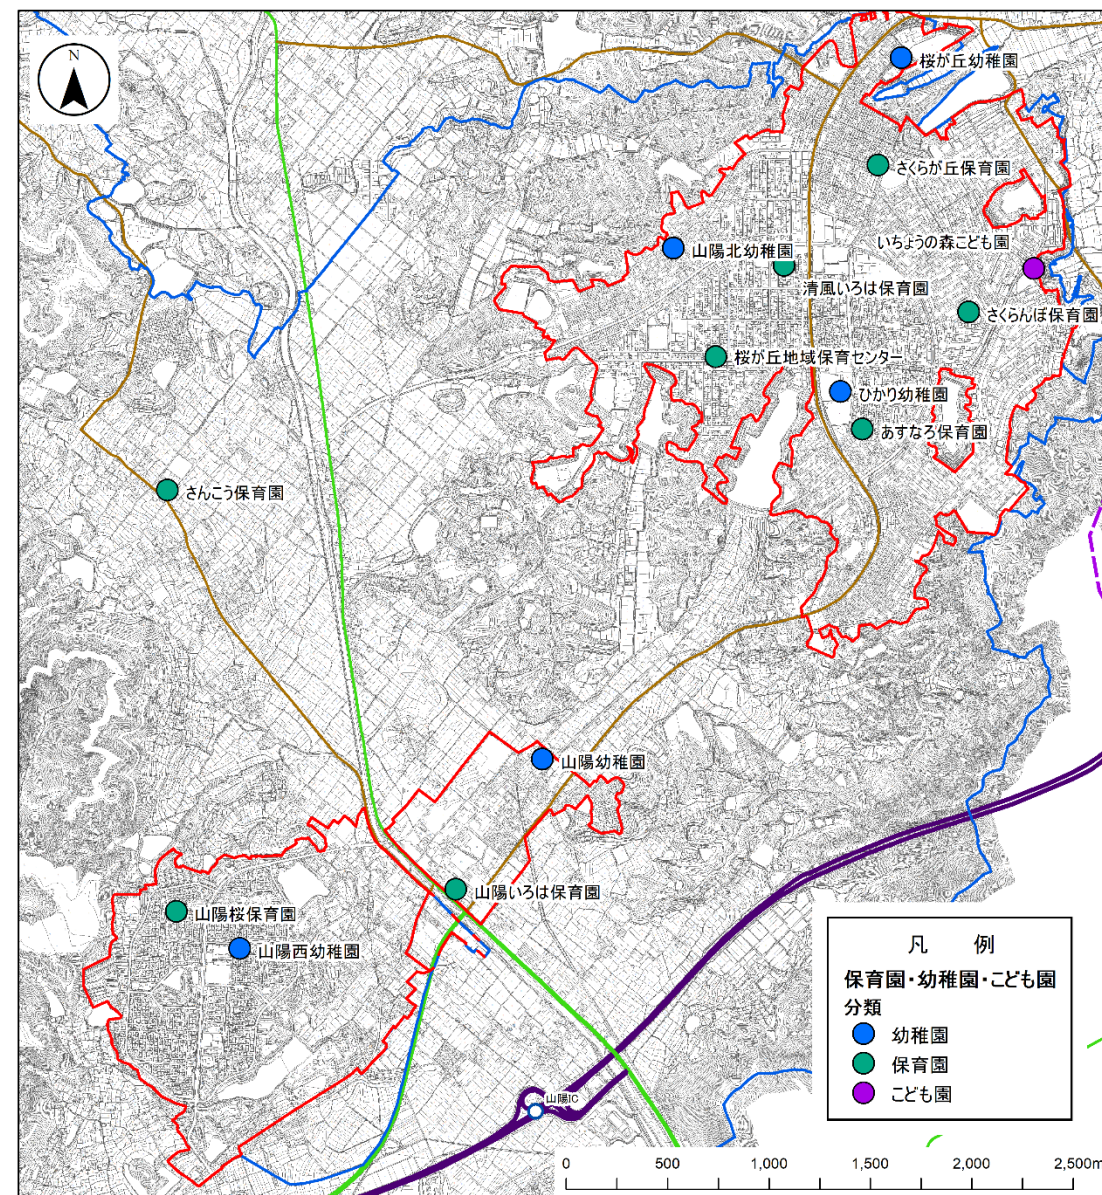 N
桜が丘幼稚園
さくらが丘保育園
いちょうの森こども園
山陽北幼稚園
清風いろは保育園
さくらんぼ保育園
桜が丘地域保育センター
ひかり幼稚園
あすなろ保育園
さんこう保育園
山陽幼稚園
山陽いろは保育園
山陽桜保育園
山陽西幼稚園
山陽IC
凡 例
保育園・幼稚園・こども園
分類
幼稚園
保育園
こども園
0 500 1,000 1,500 2,000 2,500m